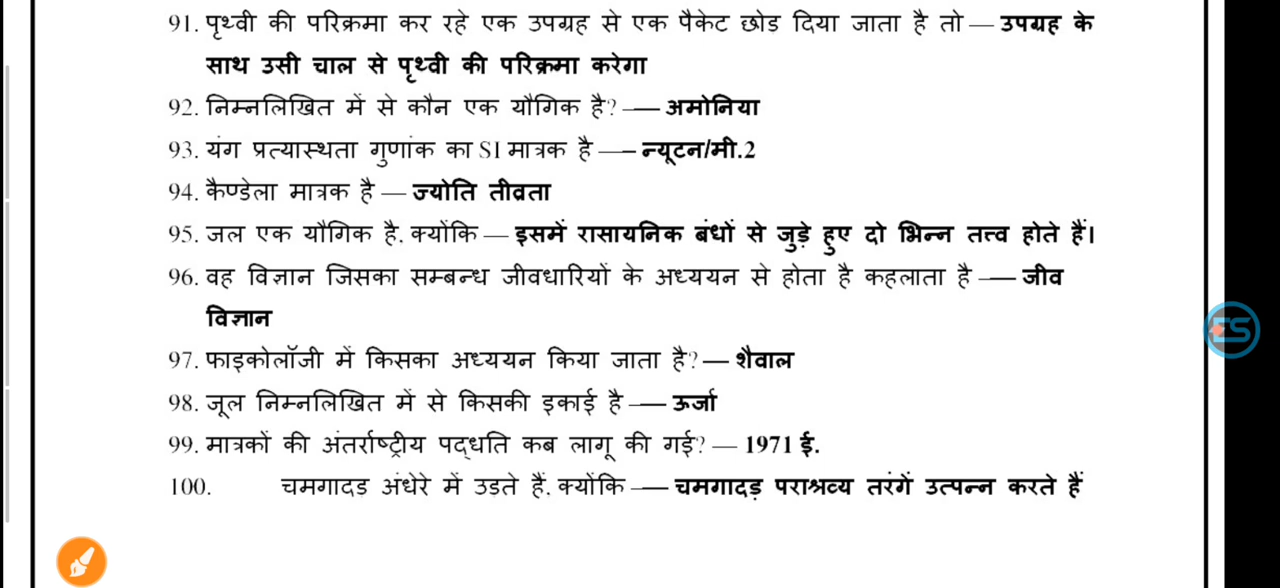 91. पृथ्वी की परिक्रमा कर रहे एक उपग्रह से एक पैकेट छोड दिया जाता है तो — उपग्रह के
साथ उसी चाल से पृथ्वी की परिक्रमा करेगा
92. निम्नलिखित में से कौन एक यौगिक है? — अमोनिया
93. यंग प्रत्यास्थता गुणांक का SI मात्रक है — न्यूटन/मी.2
94. कैण्डेला मात्रक है — ज्योति तीव्रता
95. जल एक यौगिक है. क्योंकि — इसमें रासायनिक बंधों से जुड़े हुए दो भिन्न तत्त्व होते हैं।
96. वह विज्ञान जिसका सम्बन्ध जीवधारियों के अध्ययन से होता है कहलाता है — जीव
विज्ञान
97. फाइकोलॉजी में किसका अध्ययन किया जाता है? — शैवाल
98. जूल निम्नलिखित में से किसकी इकाई है — ऊर्जा
99. मात्रकों की अंतर्राष्ट्रीय पद्धति कब लागू की गई? — 1971 ई.
100. चमगादड अंधेरे में उड़ते हैं. क्योंकि — चमगादड़ पराश्रव्य तरंगें उत्पन्न करते हैं
ES